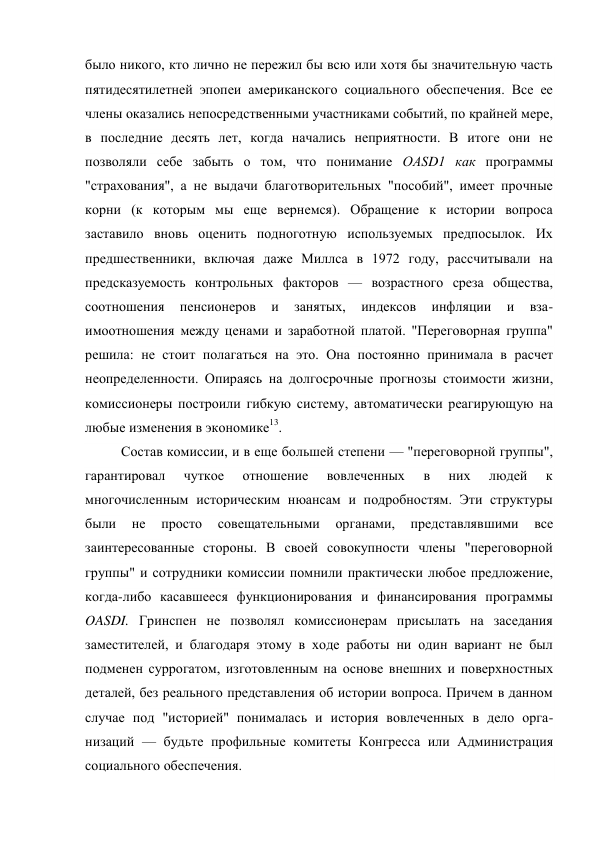 было никого, кто лично не пережил бы всю или хотя бы значительную часть
пятидесятилетней эпопеи американского социального обеспечения. Все ее
члены оказались непосредственными участниками событий, по крайней мере,
в последние десять лет, когда начались неприятности. В итоге они не
позволяли себе забыть о том, что понимание OASD1 как программы
"страхования", а не выдачи благотворительных "пособий", имеет прочные
корни (к которым мы еще вернемся). Обращение к истории вопроса
заставило вновь оценить подноготную используемых предпосылок. Их
предшественники, включая даже Миллса в 1972 году, рассчитывали на
предсказуемость контрольных факторов — возрастного среза общества,
соотношения пенсионеров и занятых, индексов инфляции и вза-
имоотношения между ценами и заработной платой. "Переговорная группа"
решила: не стоит полагаться на это. Она постоянно принимала в расчет
неопределенности. Опираясь на долгосрочные прогнозы стоимости жизни,
комиссионеры построили гибкую систему, автоматически реагирующую на
любые изменения в экономике13.
Состав комиссии, и в еще большей степени — "переговорной группы",
гарантировал чуткое отношение вовлеченных в них людей к
многочисленным историческим нюансам и подробностям. Эти структуры
были не просто совещательными органами, представлявшими все
заинтересованные стороны. В своей совокупности члены "переговорной
группы" и сотрудники комиссии помнили практически любое предложение,
когда-либо касавшееся функционирования и финансирования программы
OASDI. Гринспен не позволял комиссионерам присылать на заседания
заместителей, и благодаря этому в ходе работы ни один вариант не был
подменен суррогатом, изготовленным на основе внешних и поверхностных
деталей, без реального представления об истории вопроса. Причем в данном
случае под "историей" понималась и история вовлеченных в дело орга-
низаций — будьте профильные комитеты Конгресса или Администрация
социального обеспечения.